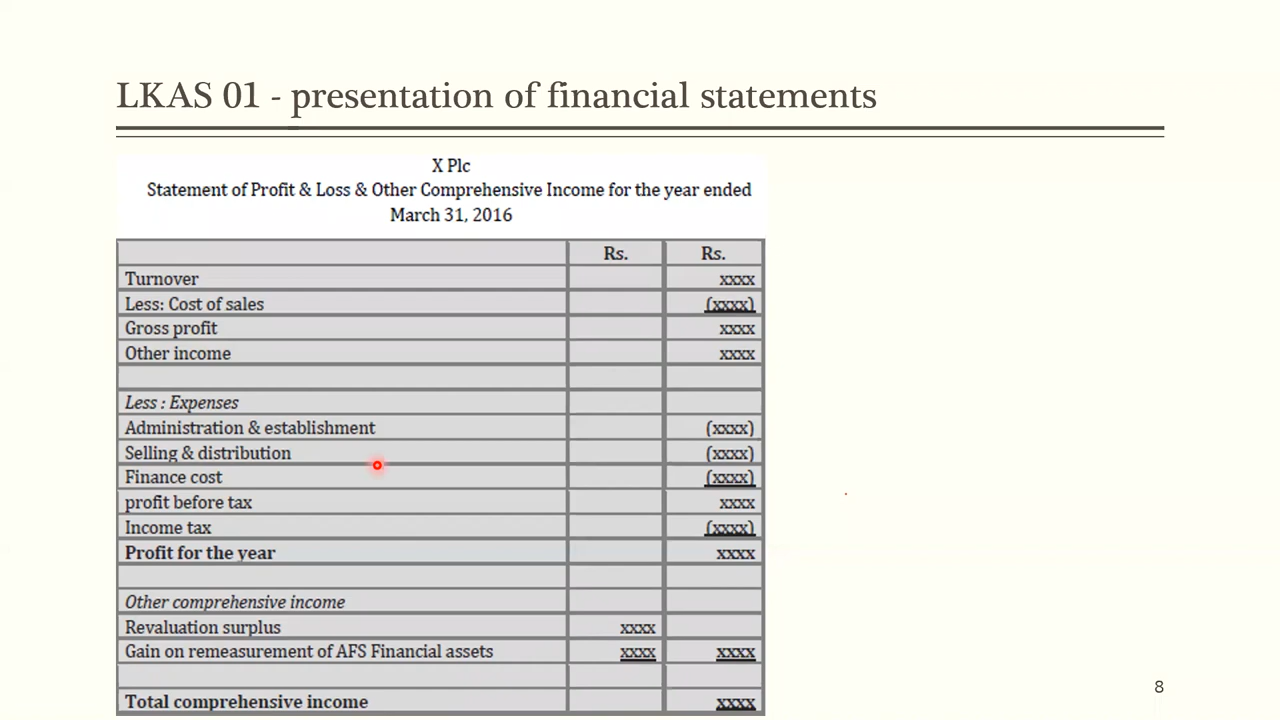 LKAS 01 - presentation of financial statements
X Plc
Statement of Profit & Loss & Other Comprehensive Income for the year ended
March 31, 2016
Rs. Rs.
Turnover xxxx
Less: Cost of sales (xxxx)
Gross profit xxxx
Other income xxxx
Less : Expenses
Administration & establishment (xxxx)
Selling & distribution (xxxx)
Finance cost (xxxx)
profit before tax xxxx
Income tax (xxxx)
Profit for the year xxxx
Other comprehensive income
Revaluation surplus xxxx
Gain on remeasurement of AFS Financial assets xxxx xxxx
Total comprehensive income xxxx
8